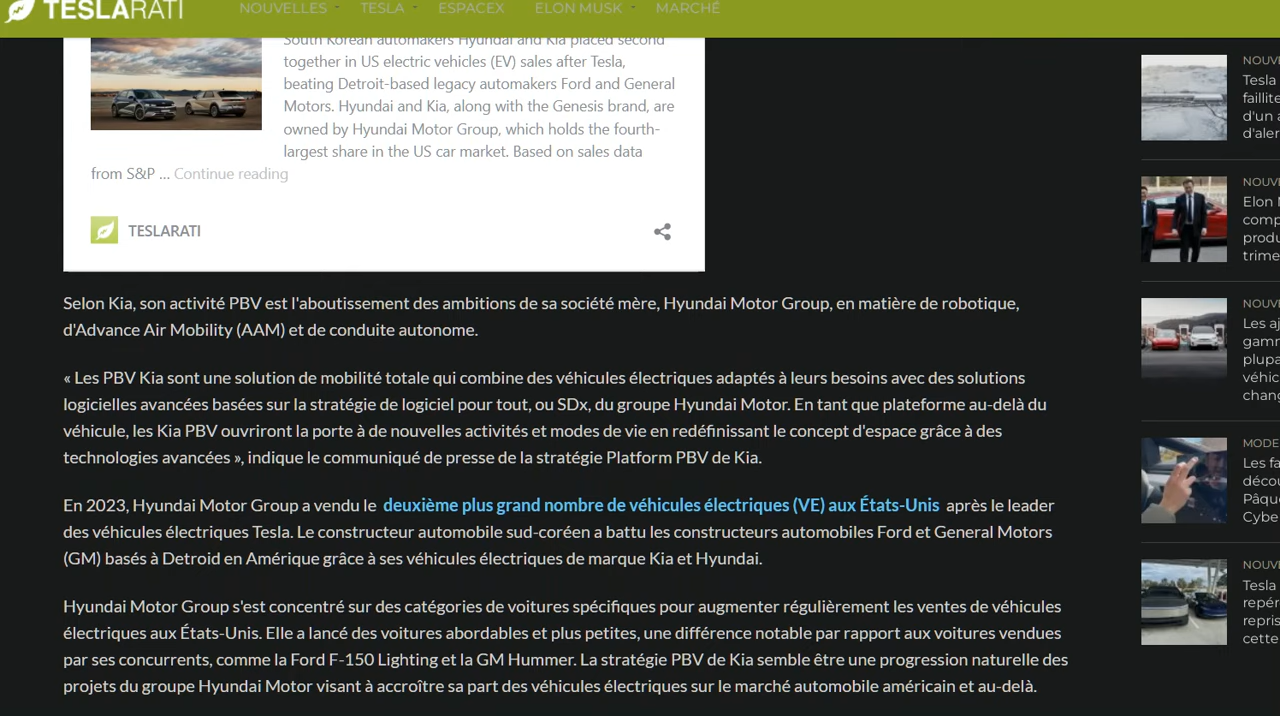 TESLARATI
NOUVELLES TESLA ESPACEX ELON MUSK MARCHÉ
South Korean automakers Hyundai and Kia placed second
together in US electric vehicles (EV) sales after Tesla,
beating Detroit-based legacy automakers Ford and General
Motors. Hyundai and Kia, along with the Genesis brand, are
owned by Hyundai Motor Group, which holds the fourth-
largest share in the US car market. Based on sales data
from S&P ... Continue reading
TESLARATI
Selon Kia, son activité PBV est l'aboutissement des ambitions de sa société mère, Hyundai Motor Group, en matière de robotique,
d'Advance Air Mobility (AAM) et de conduite autonome.
« Les PBV Kia sont une solution de mobilité totale qui combine des véhicules électriques adaptés à leurs besoins avec des solutions
logicielles avancées basées sur la stratégie de logiciel pour tout, ou SDx, du groupe Hyundai Motor. En tant que plateforme au-delà du
véhicule, les Kia PBV ouvriront la porte à de nouvelles activités et modes de vie en redéfinissant le concept d'espace grâce à des
technologies avancées », indique le communiqué de presse de la stratégie Platform PBV de Kia.
En 2023, Hyundai Motor Group a vendu le deuxième plus grand nombre de véhicules électriques (VE) aux États-Unis après le leader
des véhicules électriques Tesla. Le constructeur automobile sud-coréen a battu les constructeurs automobiles Ford et General Motors
(GM) basés à Detroid en Amérique grâce à ses véhicules électriques de marque Kia et Hyundai.
Hyundai Motor Group s'est concentré sur des catégories de voitures spécifiques pour augmenter régulièrement les ventes de véhicules
électriques aux États-Unis. Elle a lancé des voitures abordables et plus petites, une différence notable par rapport aux voitures vendues
par ses concurrents, comme la Ford F-150 Lighting et la GM Hummer. La stratégie PBV de Kia semble être une progression naturelle des
projets du groupe Hyundai Motor visant à accroître sa part des véhicules électriques sur le marché automobile américain et au-delà.
NOUVE
Tesla
faillite
d'un a
d'aler
NOUVE
Elon M
comp
produ
trime
NOUVE
Les aj
gamm
plupa
véhic
chang
MODE
Les fa
décou
Pâque
Cyber
NOUVE
Tesla
repér
repris
cette